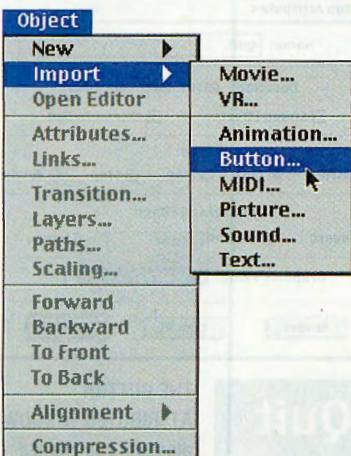 Object
New
Import
Open Editor
Attributes...
Links...
Transition...
Layers...
Paths...
Scaling...
Forward
Backward
To Front
To Back
Alignment
Compression...
Movie...
VR...
Animation...
Button...
MIDI...
Picture...
Sound...
Text...